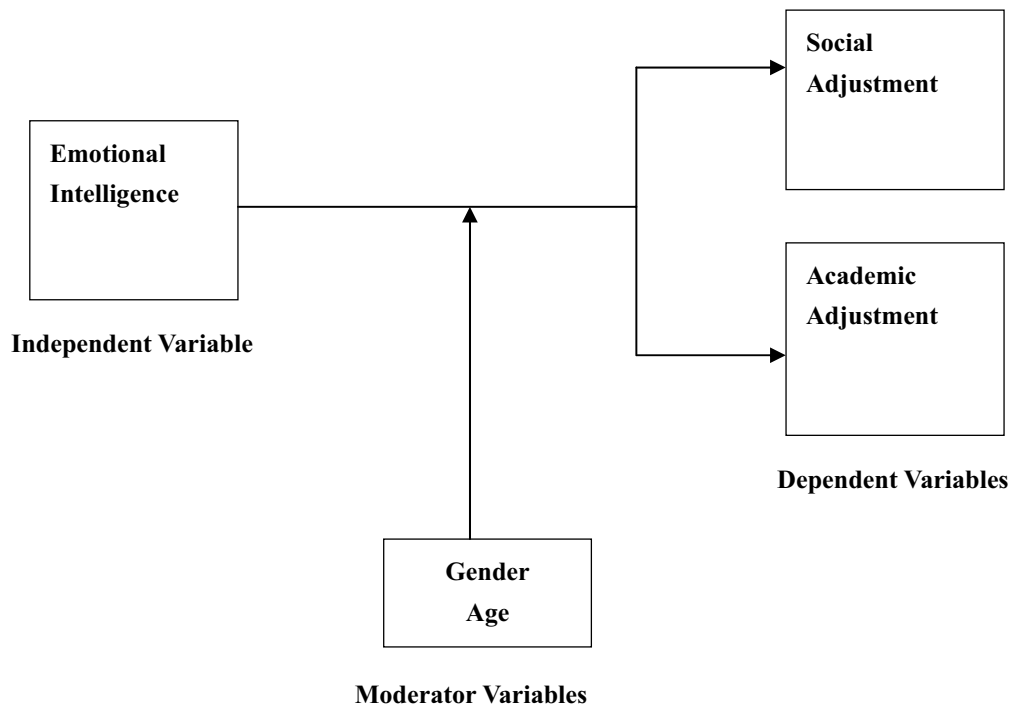 Social
Adjustment
Emotional
Intelligence
Independent Variable
Academic
Adjustment
Dependent Variables
Gender
Age
Moderator Variables